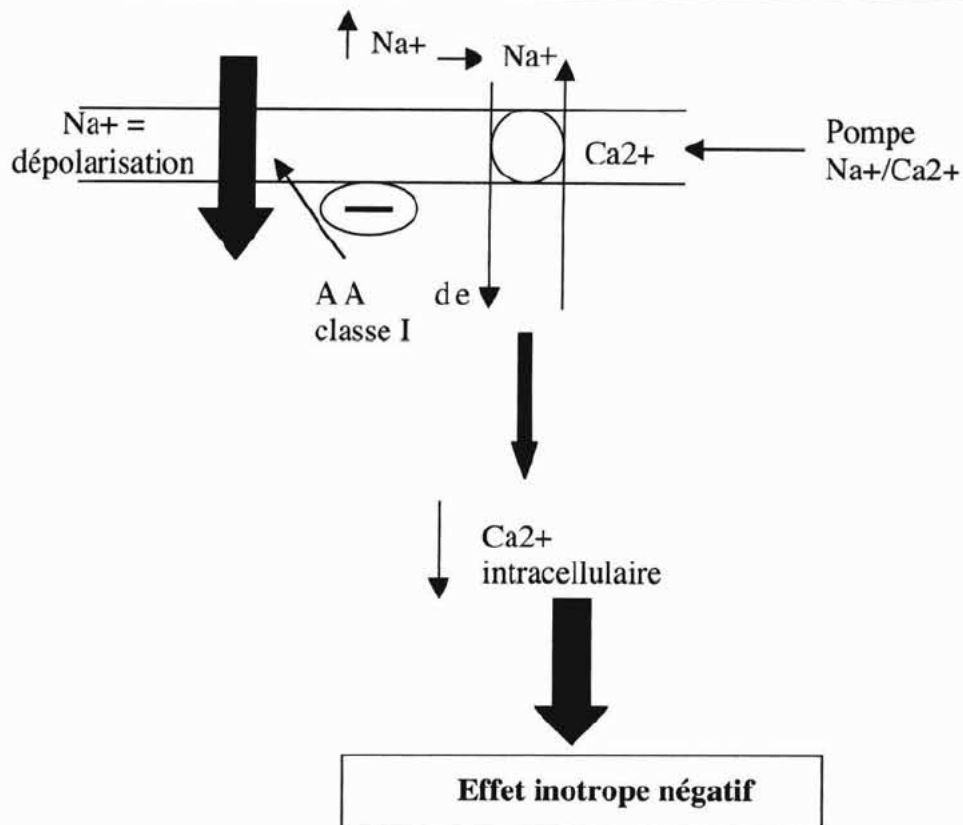 Na+
Na+
Na+ =
dépolarisation
Ca2+
Pompe
Na+/Ca2+
A A de
classe I
Ca2+
intracellulaire
Effet inotrope négatif